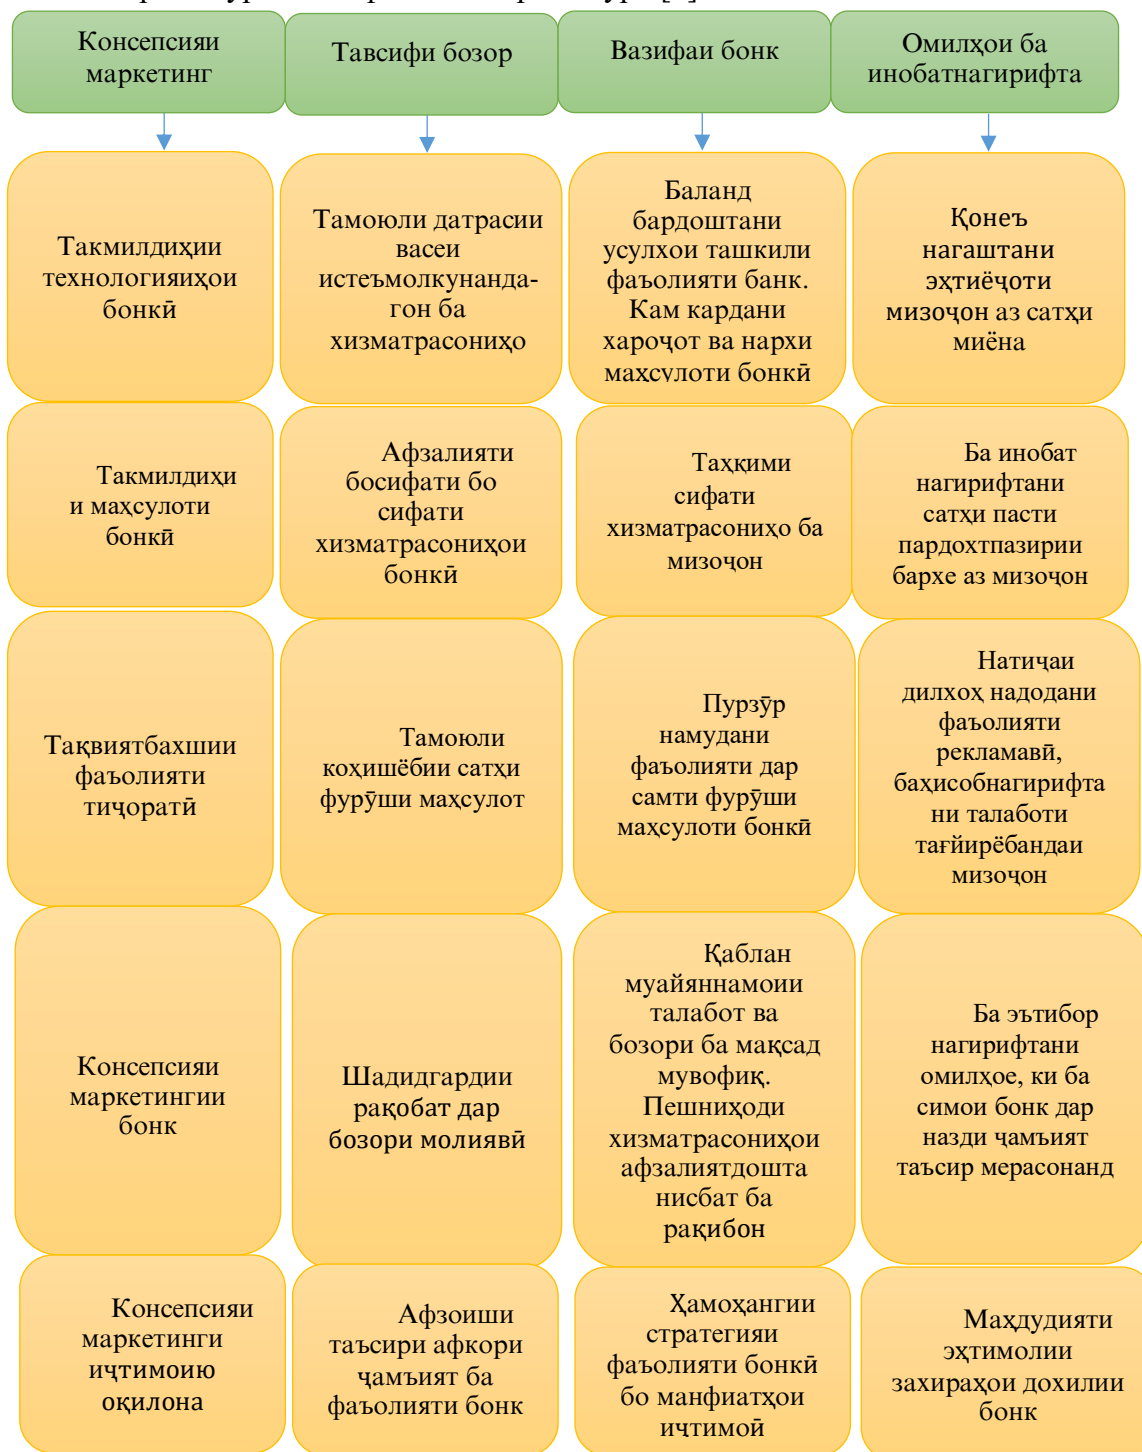 Консепсияи
маркетинг
Тавсифи бозор
Вазифаи бонк
Омилҳои ба
инобатнагирифта
Такмилдиҳии
технологияиҳои
бонкӣ
Тамоюли датрасии
васеи
истеъмолкунанда-
гон ба
хизматрасониҳо
Баланд
бардоштани
усулхои ташкили
фаъолияти банк.
Кам кардани
хароҷот ва нархи
маҳсулоти бонкӣ
Қонеъ
нагаштани
эҳтиёҷоти
мизоҷон аз сатҳи
миёна
Такмилдиҳи
и маҳсулоти
бонкӣ
Афзалияти
босифати бо
сифати
хизматрасониҳои
бонкӣ
Таҳқими
сифати
хизматрасониҳо ба
мизоҷон
Ба инобат
нагирифтани
сатҳи пасти
пардохтпазирии
бархе аз мизоҷон
Тақвиятбахшии
фаъолияти
тиҷоратӣ
Тамоюли
коҳишёбии сатҳи
фурӯши маҳсулот
Пурзӯр
намудани
фаъолияти дар
самти фурӯши
маҳсулоти бонкӣ
Натиҷаи
дилхоҳ надодани
фаъолияти
рекламавӣ,
баҳисобнагирифта
ни талаботи
тағйирёбандаи
мизоҷон
Консепсияи
маркетингии
бонк
Шадидгардии
рақобат дар
бозори молиявӣ
Қаблан
муайяннамоии
талабот ва
бозори ба мақсад
мувофиқ.
Пешниҳоди
хизматрасониҳои
афзалиятдошта
нисбат ба
рақибон
Ба эътибор
нагирифтани
омилҳое, ки ба
симои бонк дар
назди ҷамъият
таъсир мерасонанд
Консепсияи
маркетинги
иҷтимоию
оқилона
Афзоиши
таъсири афкори
ҷамъият ба
фаъолияти бонк
Ҳамоҳангии
стратегияи
фаъолияти бонкӣ
бо манфиатҳои
иҷтимоӣ
Маҳдудияти
эҳтимолии
захираҳои дохилии
бонк